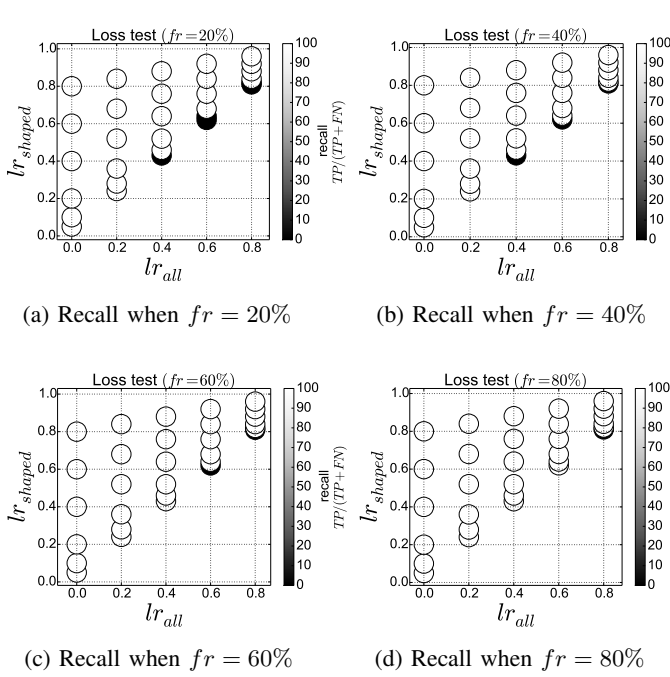 Loss test (fr=20%)
1.0
0.8
0.6
0.4
0.2
0.0
lr_shaped
0.0 0.2 0.4 0.6 0.8
lr_all
100
90
80
70
60
50
40
30
20
10
0
recall
TP/(TP+FN)
(a) Recall when fr = 20%
Loss test (fr=40%)
1.0
0.8
0.6
0.4
0.2
0.0
lr_shaped
0.0 0.2 0.4 0.6 0.8
lr_all
100
90
80
70
60
50
40
30
20
10
0
(b) Recall when fr = 40%
Loss test (fr=60%)
1.0
0.8
0.6
0.4
0.2
0.0
lr_shaped
0.0 0.2 0.4 0.6 0.8
lr_all
100
90
80
70
60
50
40
30
20
10
0
recall
TP/(TP+FN)
(c) Recall when fr = 60%
Loss test (fr=80%)
1.0
0.8
0.6
0.4
0.2
0.0
lr_shaped
0.0 0.2 0.4 0.6 0.8
lr_all
100
90
80
70
60
50
40
30
20
10
0
(d) Recall when fr = 80%